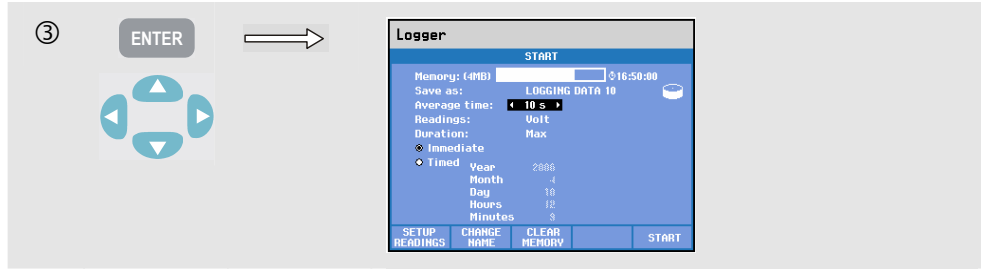 ③
ENTER
Logger
START
Memory: (4MB) 16:50:00
Save as: LOGGING DATA 10
Average time: 10 s
Readings: Volt
Duration: Max
Immediate
Timed
Year 2006
Month 4
Day 10
Hours 12
Minutes 9
SETUP READINGS CHANGE NAME CLEAR MEMORY START